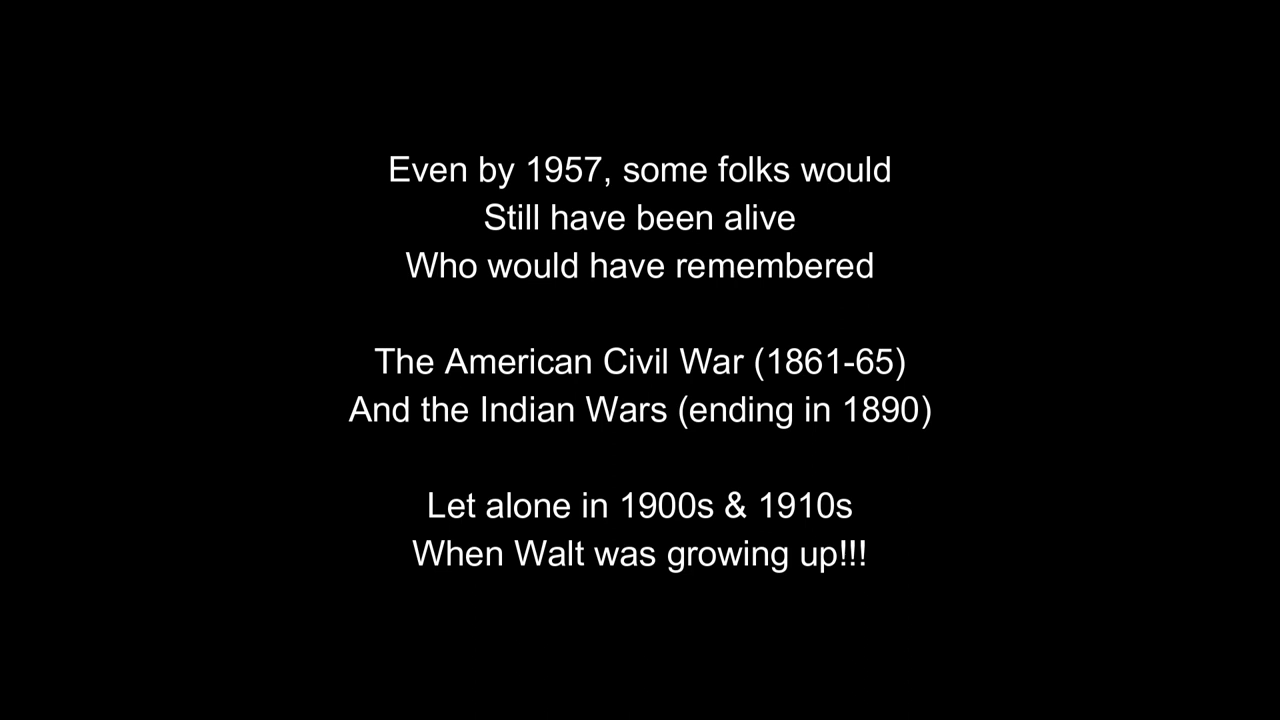 Even by 1957, some folks would
Still have been alive
Who would have remembered
The American Civil War (1861-65)
And the Indian Wars (ending in 1890)
Let alone in 1900s & 1910s
When Walt was growing up!!!